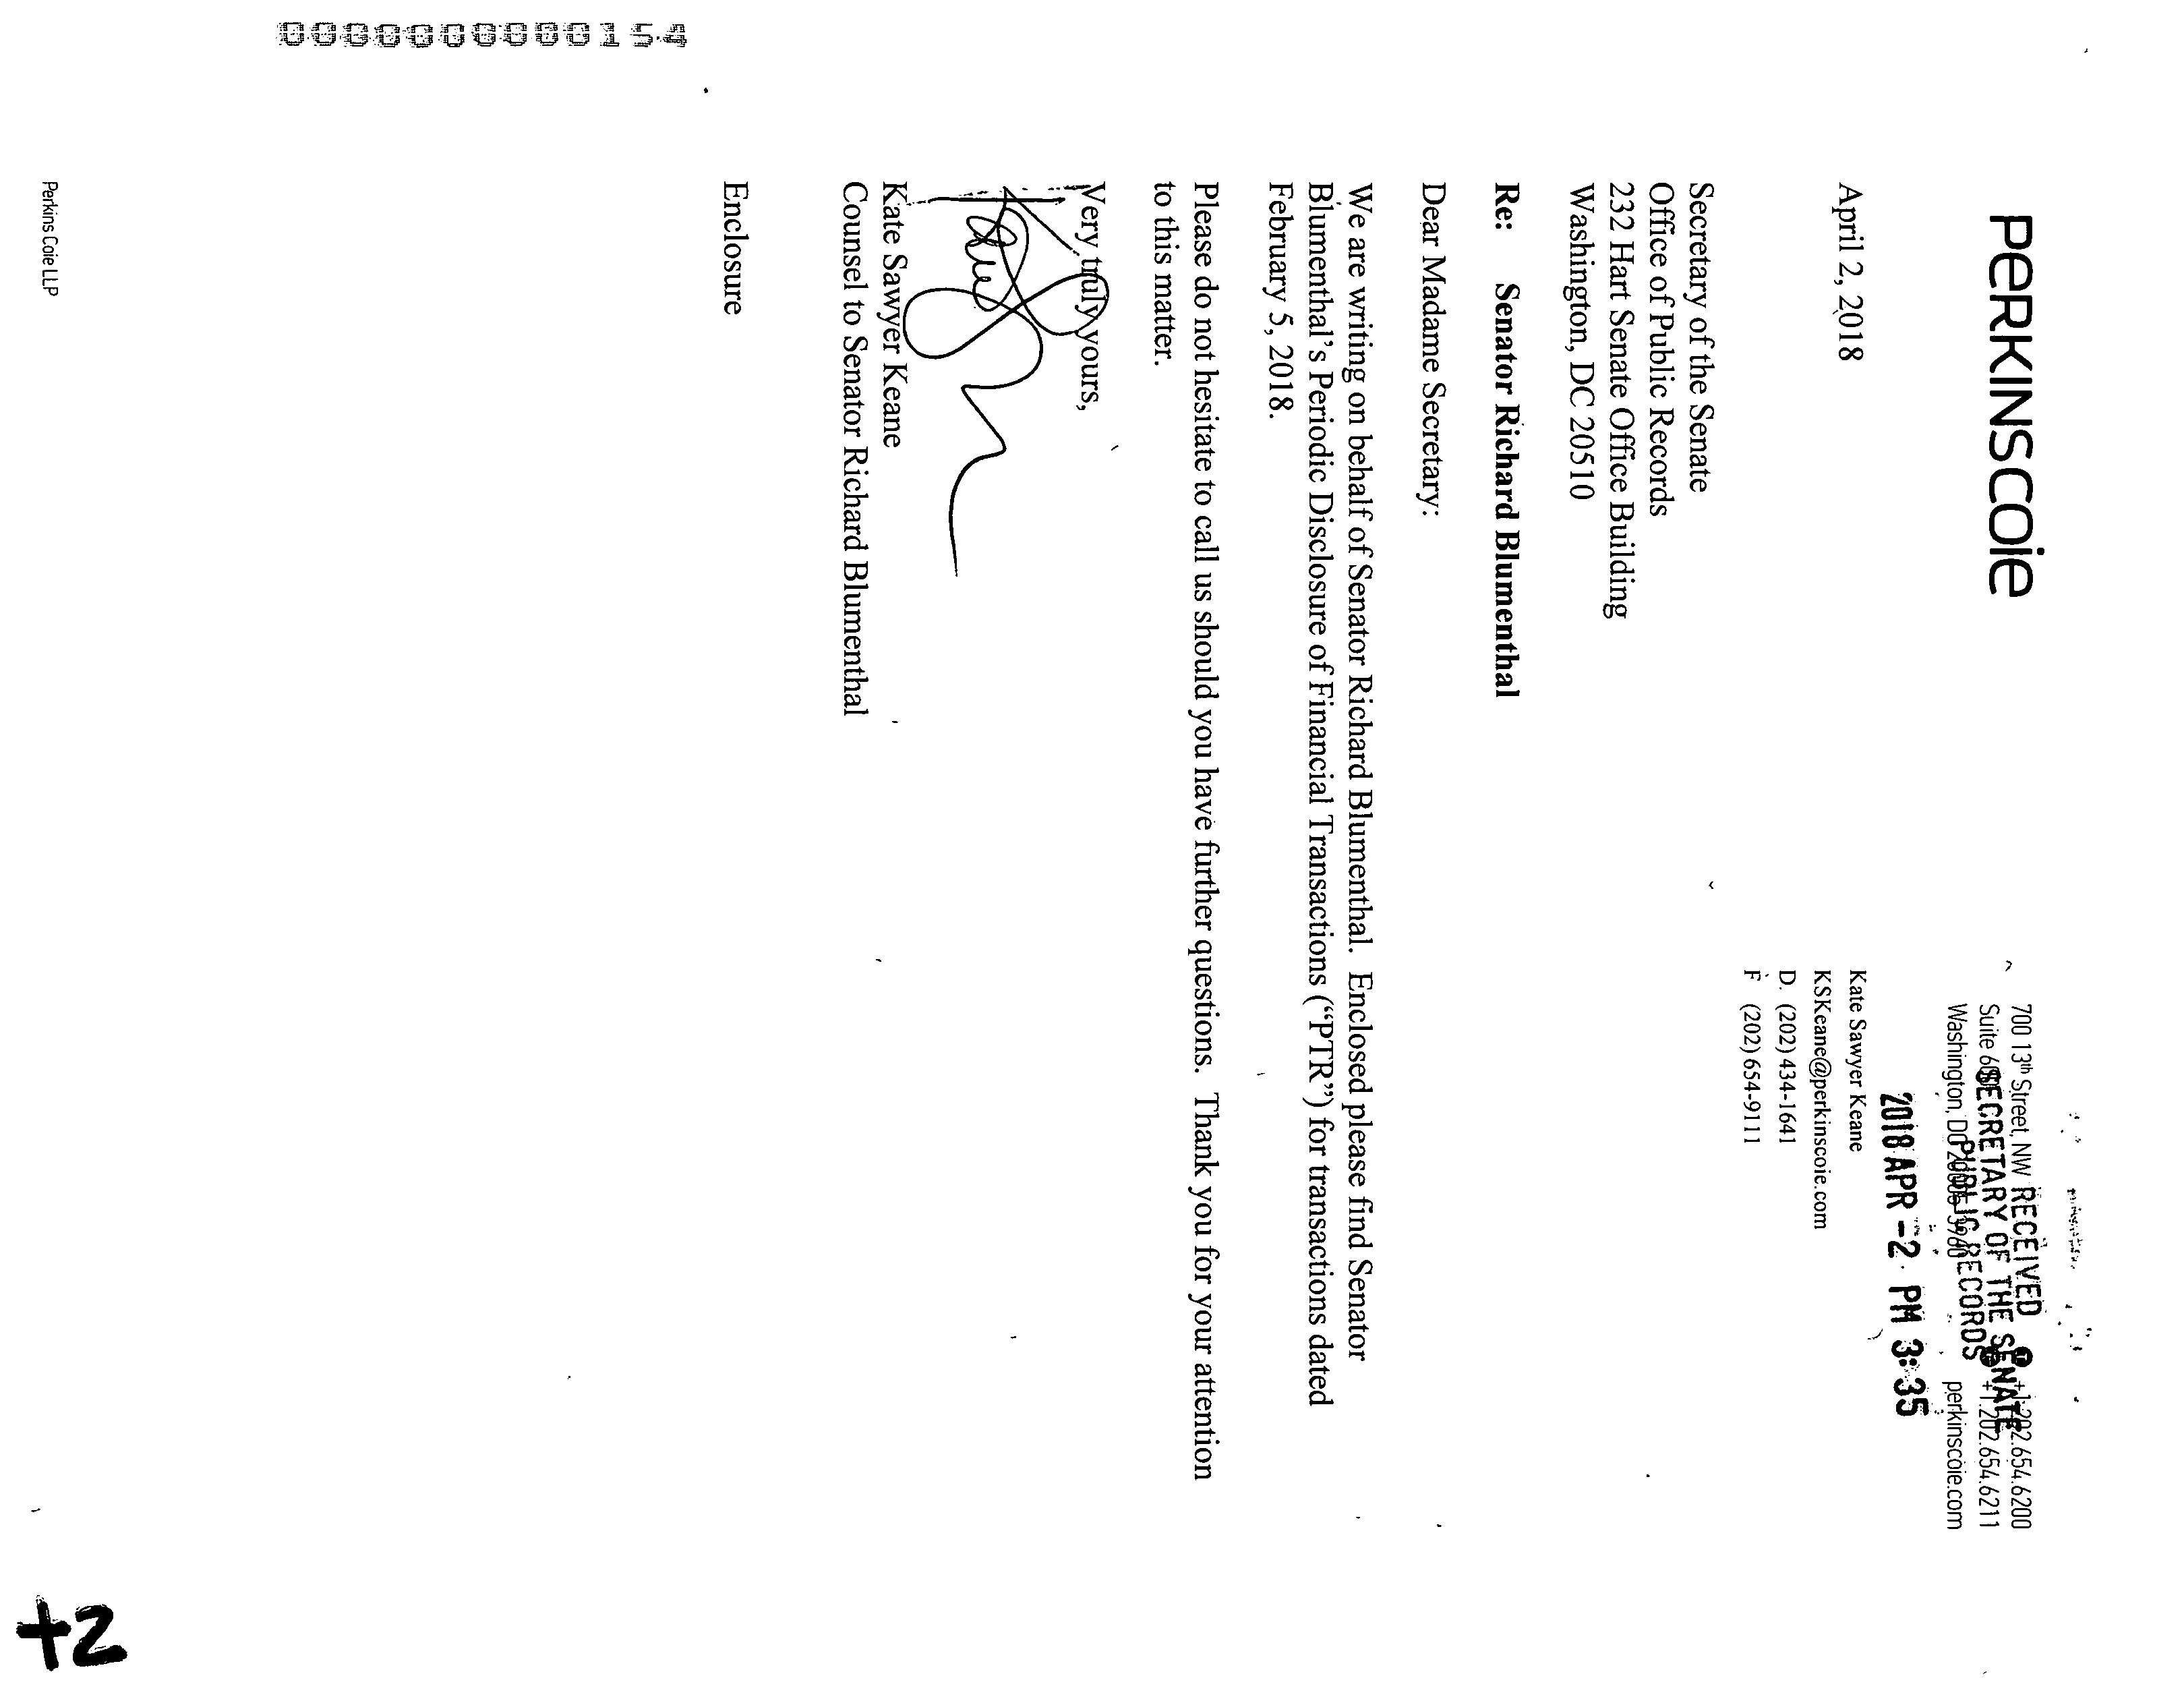 PERKINSCOIE
700 13th Street, NW
Suite 600
Washington, DC 20005-3960
+1.202.654.6200
+1.202.654.6211
perkinscoie.com
RECEIVED
SECRETARY OF THE SENATE
PUBLIC RECORDS
2018 APR -2 PM 3:35
April 2, 2018
Kate Sawyer Keane
KSKeane@perkinscoie.com
D. (202) 434-1641
F (202) 654-9111
Secretary of the Senate
Office of Public Records
232 Hart Senate Office Building
Washington, DC 20510
Re: Senator Richard Blumenthal
Dear Madame Secretary:
We are writing on behalf of Senator Richard Blumenthal. Enclosed please find Senator
Blumenthal's Periodic Disclosure of Financial Transactions (“PTR”) for transactions dated
February 5, 2018.
Please do not hesitate to call us should you have further questions. Thank you for your attention
to this matter.
Very truly yours,
Kate Sawyer Keane
Counsel to Senator Richard Blumenthal
Enclosure
Perkins Coie LLP
+2